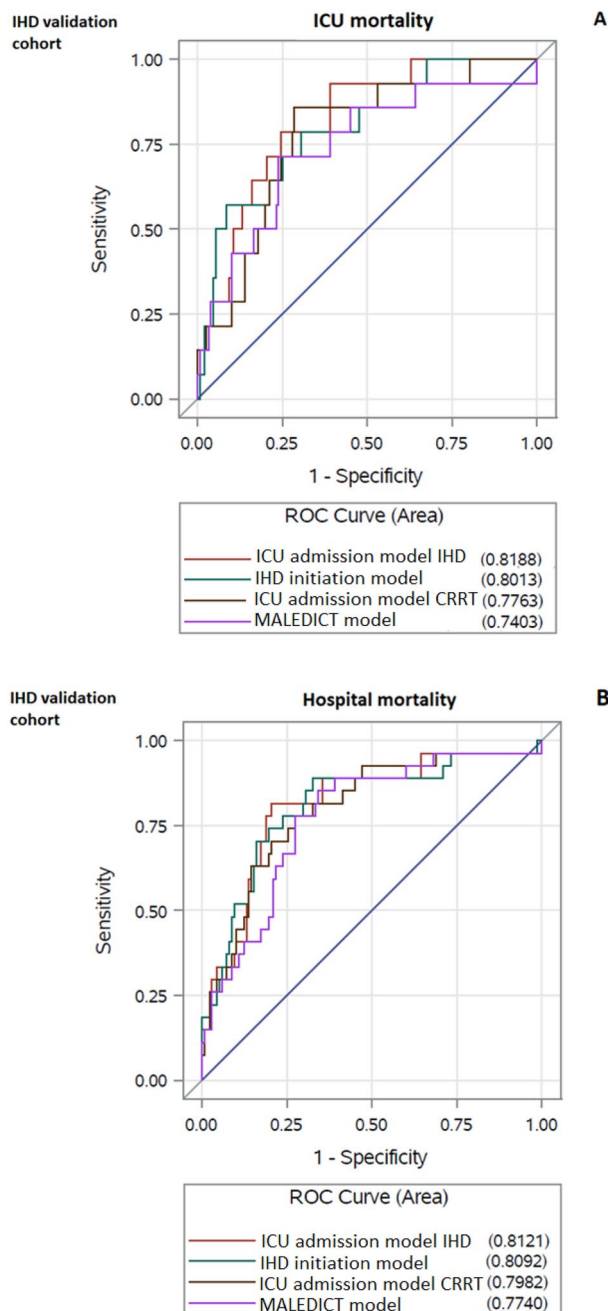 IHD validation
cohort
ICU mortality
A
1.00
0.75
0.50
0.25
0.00
Sensitivity
0.00 0.25 0.50 0.75 1.00
1 - Specificity
ROC Curve (Area)
ICU admission model IHD (0.8188)
IHD initiation model (0.8013)
ICU admission model CRRT (0.7763)
MALEDICT model (0.7403)
IHD validation
cohort
Hospital mortality
B
1.00
0.75
0.50
0.25
0.00
Sensitivity
0.00 0.25 0.50 0.75 1.00
1 - Specificity
ROC Curve (Area)
ICU admission model IHD (0.8121)
IHD initiation model (0.8092)
ICU admission model CRRT (0.7982)
MALEDICT model (0.7740)